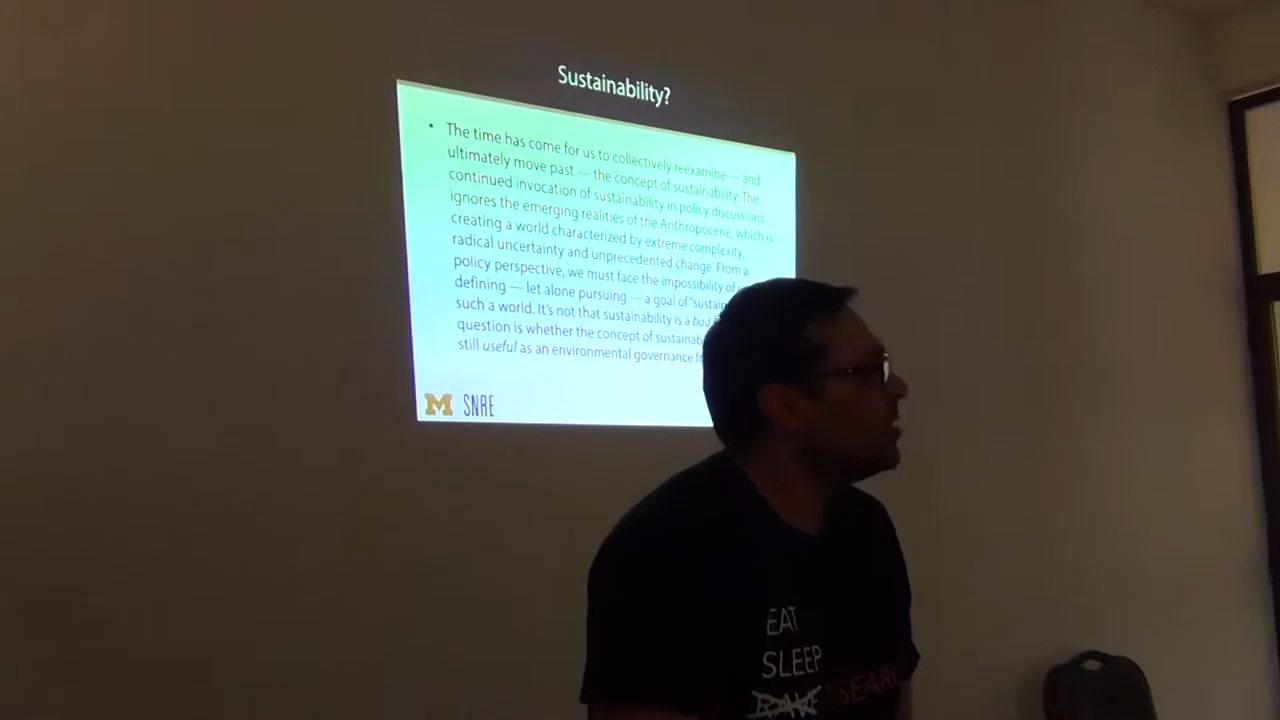 Sustainability?
• The time has come for us to collectively reexamine — and
ultimately move past — the concept of sustainability. The
continued invocation of sustainability in policy discussions
ignores the emerging realities of the Anthropocene, which is
creating a world characterized by extreme complexity,
radical uncertainty and unprecedented change. From a
policy perspective, we must face the impossibility of
defining — let alone pursuing — a goal of "sustai
such a world. It's not that sustainability is a bad
question is whether the concept of sustainab
still useful as an environmental governance
M SNRE
EAT
SLEEP
RAVE SEARC